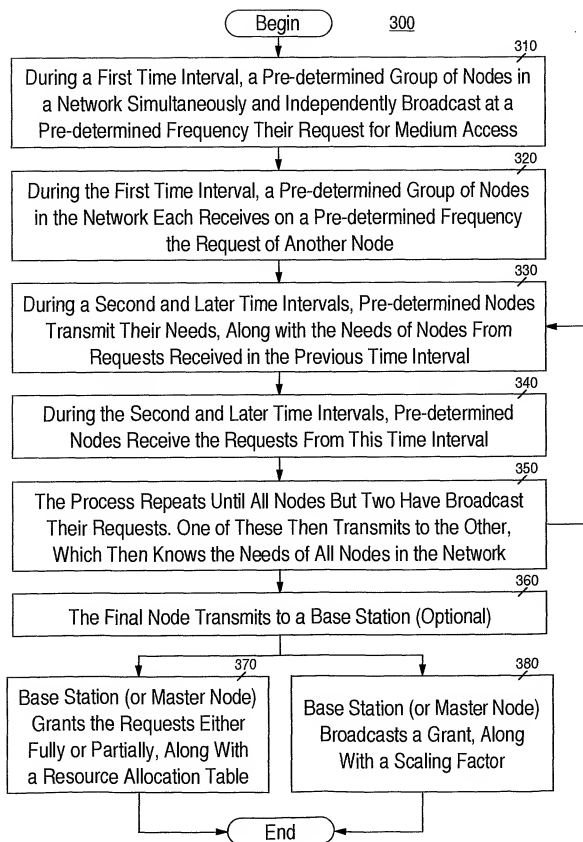 Begin
300
310
During a First Time Interval, a Pre-determined Group of Nodes in
a Network Simultaneously and Independently Broadcast at a
Pre-determined Frequency Their Request for Medium Access
320
During the First Time Interval, a Pre-determined Group of Nodes
in the Network Each Receives on a Pre-determined Frequency
the Request of Another Node
330
During a Second and Later Time Intervals, Pre-determined Nodes
Transmit Their Needs, Along with the Needs of Nodes From
Requests Received in the Previous Time Interval
340
During the Second and Later Time Intervals, Pre-determined
Nodes Receive the Requests From This Time Interval
350
The Process Repeats Until All Nodes But Two Have Broadcast
Their Requests. One of These Then Transmits to the Other,
Which Then Knows the Needs of All Nodes in the Network
360
The Final Node Transmits to a Base Station (Optional)
370
Base Station (or Master Node)
Grants the Requests Either
Fully or Partially, Along With
a Resource Allocation Table
380
Base Station (or Master Node)
Broadcasts a Grant, Along
With a Scaling Factor
End